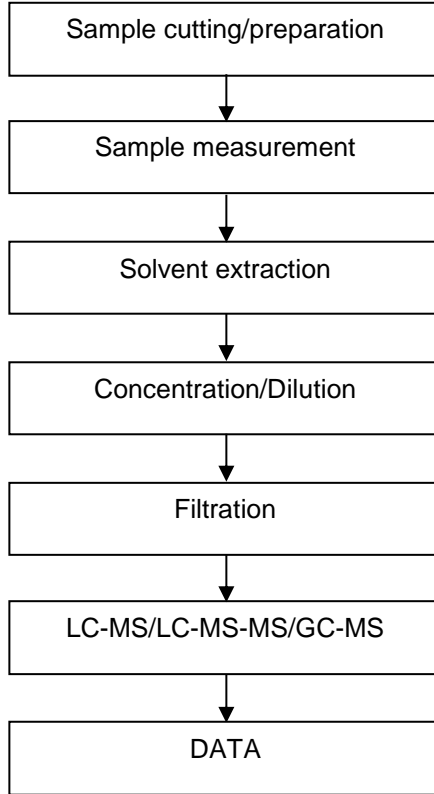 Sample cutting/preparation
Sample measurement
Solvent extraction
Concentration/Dilution
Filtration
LC-MS/LC-MS-MS/GC-MS
DATA